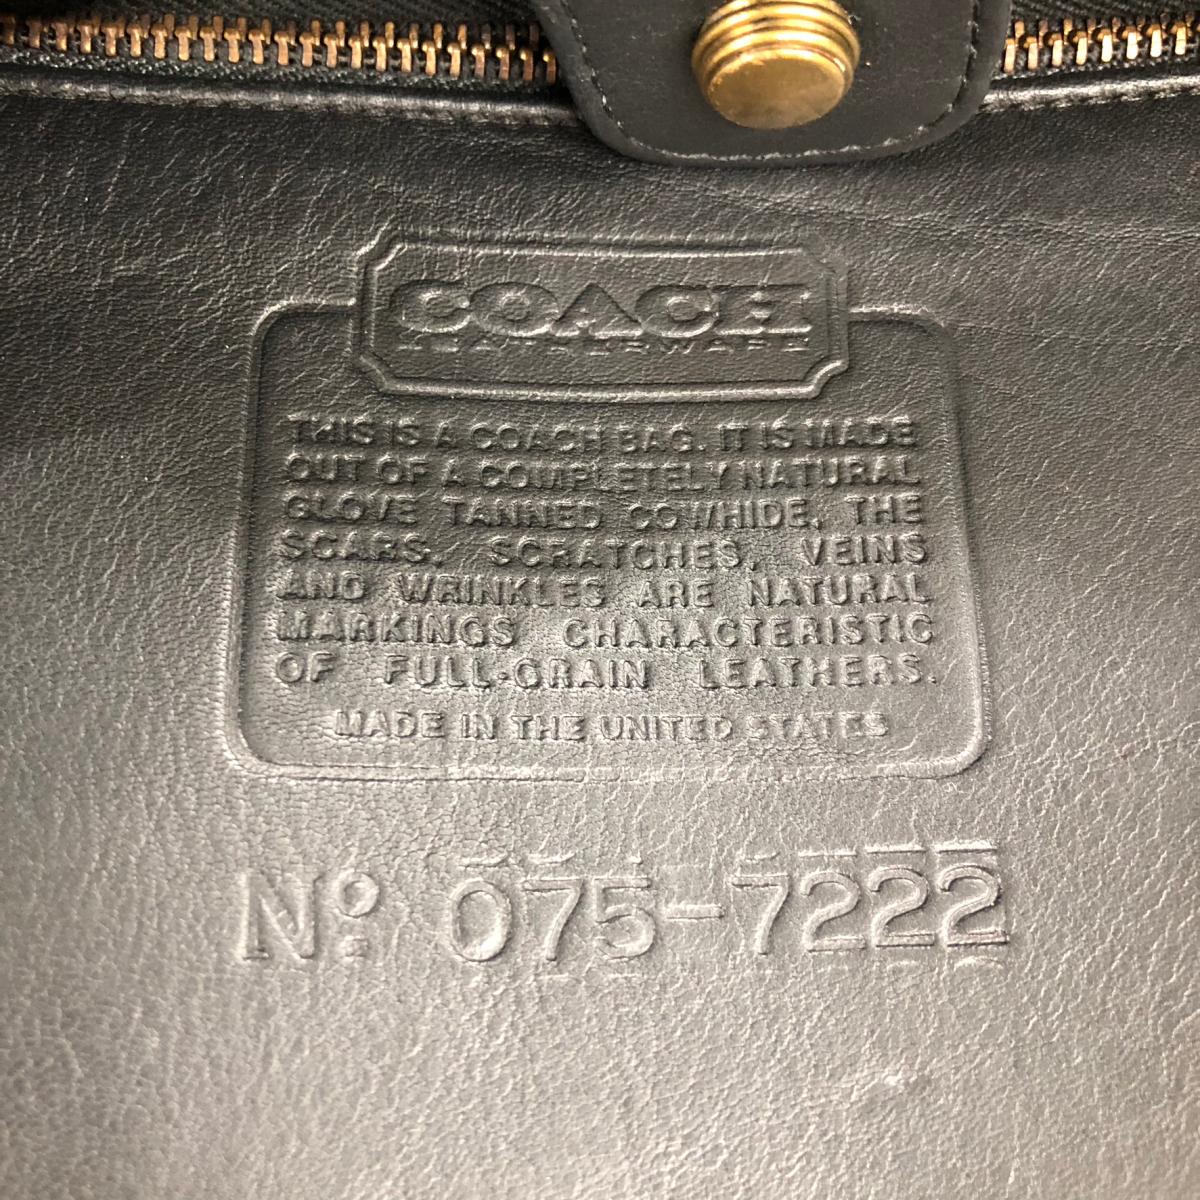 COACH
LEATHERWARE
THIS IS A COACH BAG. IT IS MADE
OUT OF A COMPLETELY NATURAL
GLOVE TANNED COWHIDE, THE
SCARS, SCRATCHES, VEINS
AND WRINKLES ARE NATURAL
MARKINGS CHARACTERISTIC
OF FULL-GRAIN LEATHERS.
MADE IN THE UNITED STATES
No. 075-7222